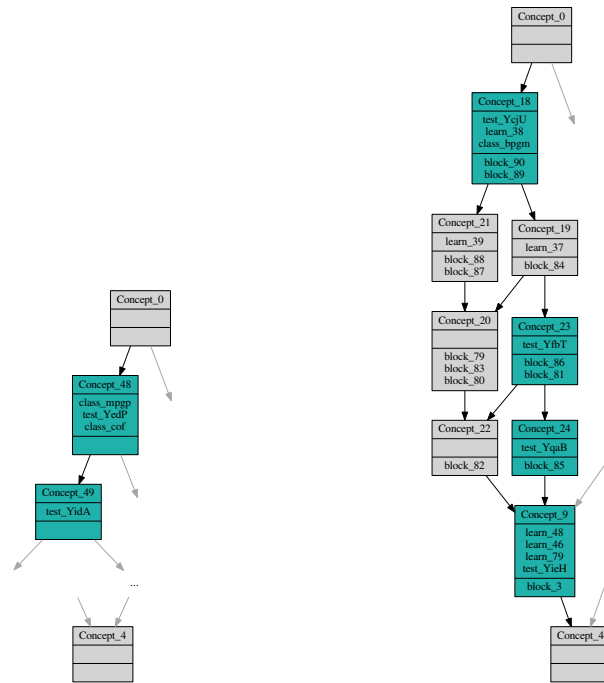 Concept_0
Concept_48
class_mpgp
test_YedP
class_cof
Concept_49
test_YidA
...
Concept_4
Concept_0
Concept_18
test_YcjU
learn_38
class_bpgm
block_90
block_89
Concept_21
learn_39
block_88
block_87
Concept_19
learn_37
block_84
Concept_20
block_79
block_83
block_80
Concept_23
test_YfbT
block_86
block_81
Concept_22
block_82
Concept_24
test_YqaB
block_85
Concept_9
learn_48
learn_46
learn_79
test_YieH
block_3
Concept_4